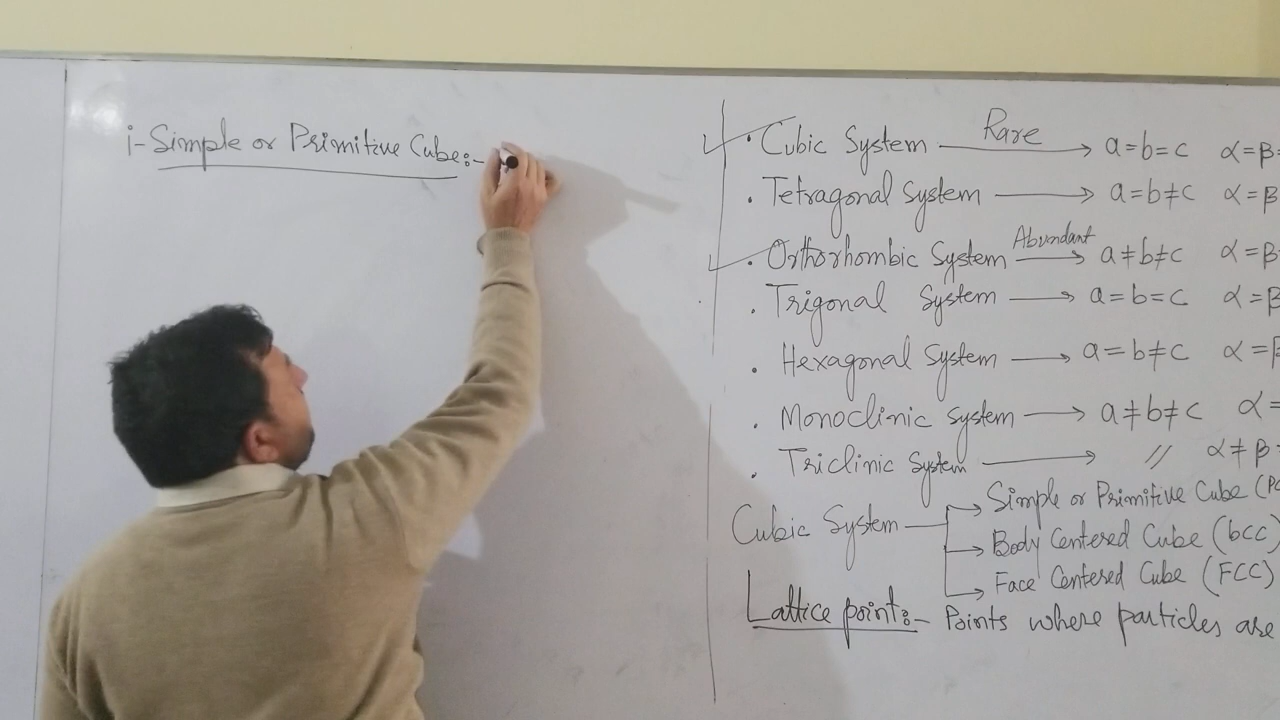 i- Simple or Primitive Cube:-
· Cubic System ——Rare——> a=b=c α=β=
· Tetragonal System ——> a=b≠c α=β
· Orthorhombic System ——Abundant——> a≠b≠c α=β=
· Trigonal System ——> a=b=c α=β
· Hexagonal System ——> a=b≠c α=β
· Monoclinic System ——> a≠b≠c α=
· Triclinic System ——> // α≠β
Cubic System —> Simple or Primitive Cube (PC
—> Body Centered Cube (bCC)
—> Face Centered Cube (FCC)
Lattice point:- Points where particles are